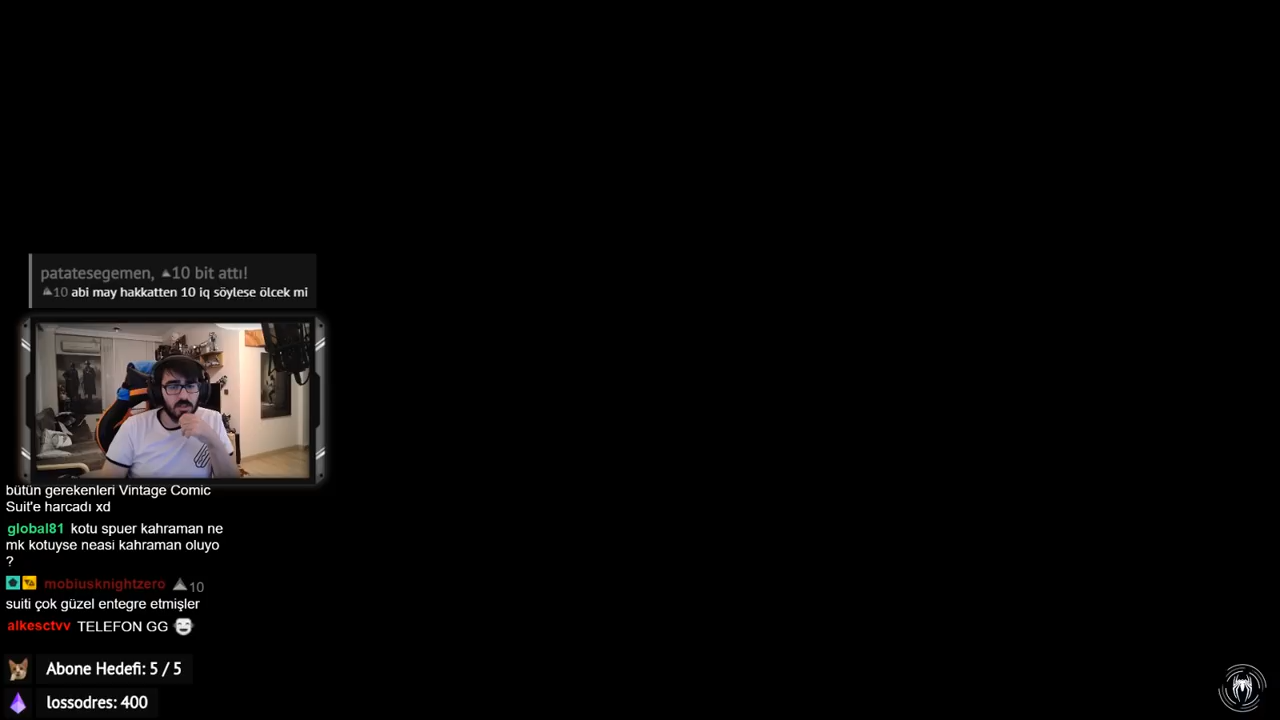 patatesegemen, 10 bit attı!
10 abi may hakkatten 10 iq söylese ölcek mi
bütün gerekenleri Vintage Comic
Suit'e harcadı xd
global81 kotu spuer kahraman ne
mk kotuyse neasi kahraman oluyo
?
mobiusknightzero 10
suiti çok güzel entegre etmişler
alkesctvv TELEFON GG
Abone Hedefi: 5 / 5
lossodres: 400